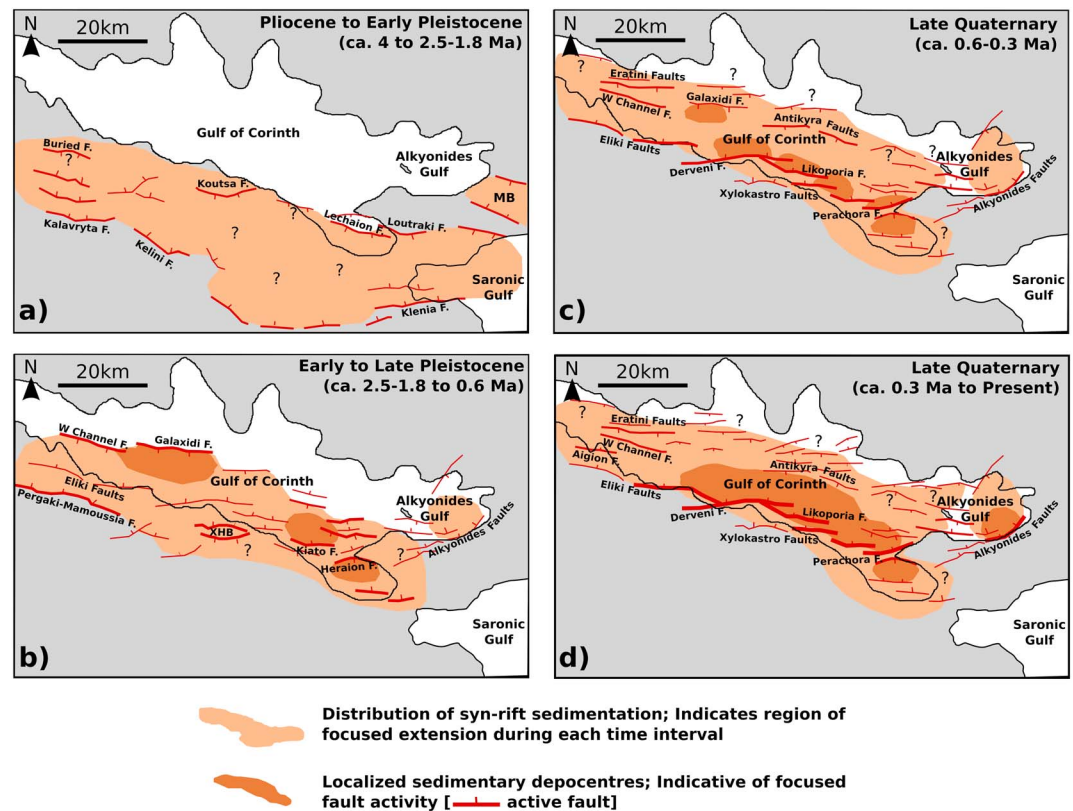 N
20km
Pliocene to Early Pleistocene
(ca. 4 to 2.5-1.8 Ma)
Gulf of Corinth
Buried F.
?
Alkyonides
Gulf
Koutsa F.
MB
?
Lechaion F.
Loutraki F.
Kalavryta F.
Kelini F.
?
?
?
Saronic
Gulf
Klenia F.
a)
N
20km
Late Quaternary
(ca. 0.6-0.3 Ma)
?
Eratini Faults
?
?
W Channel F.
Galaxidi F.
Antikyra Faults
Gulf of Corinth
Eliki Faults
?
Alkyonides
Gulf
Derveni F.
Likoporia F.
Xylokastro Faults
Alkyonides Faults
Perachora F.
?
Saronic
Gulf
c)
N
20km
Early to Late Pleistocene
(ca. 2.5-1.8 to 0.6 Ma)
W Channel F.
Galaxidi F.
Gulf of Corinth
Eliki Faults
Alkyonides
Gulf
Pergaki-Mamoussia F.
XHB
?
Kiato F.
?
Alkyonides Faults
Heraion F.
Saronic
Gulf
b)
N
20km
Late Quaternary
(ca. 0.3 Ma to Present)
?
Eratini Faults
?
?
W Channel F.
Aigion F.
Antikyra Faults
Gulf of Corinth
Eliki Faults
?
Alkyonides
Gulf
Derveni F.
Likoporia F.
Xylokastro Faults
Alkyonides Faults
Perachora F.
?
Saronic
Gulf
d)
Distribution of syn-rift sedimentation; Indicates region of
focused extension during each time interval
Localized sedimentary depocentres; Indicative of focused
fault activity [ active fault]